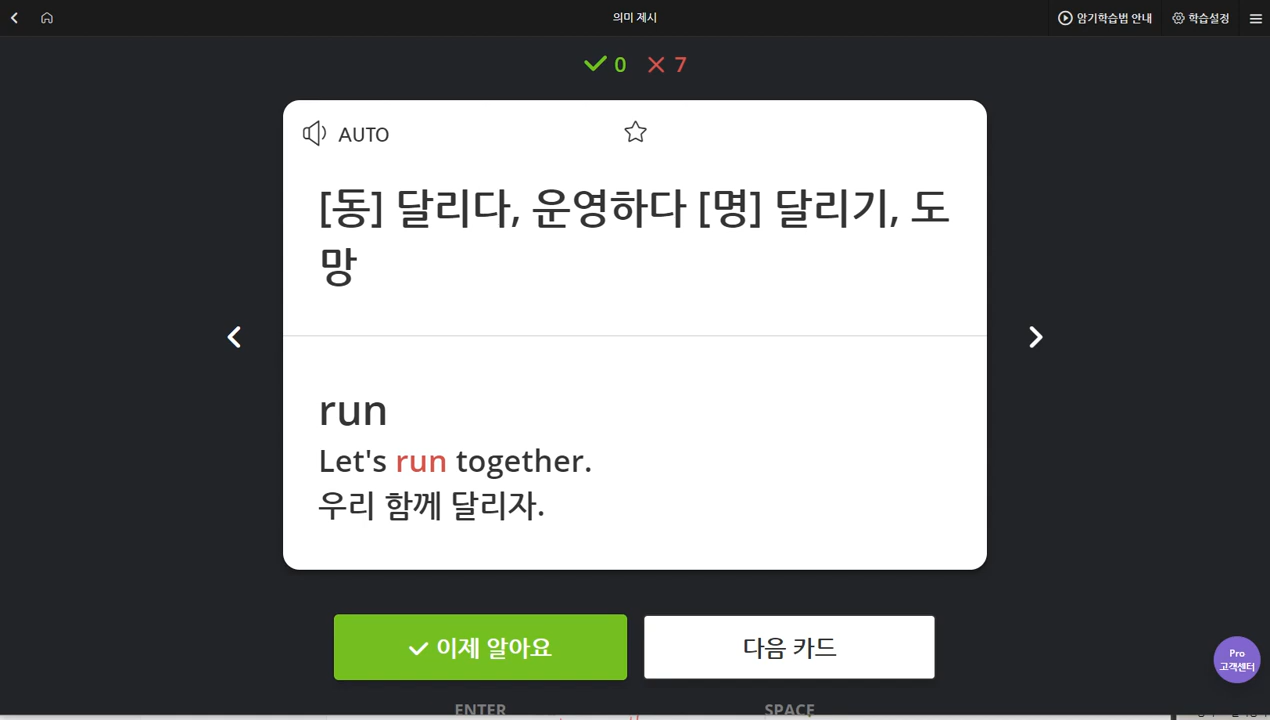 의미 제시
암기학습법 안내 학습설정
0 7
AUTO
[동] 달리다, 운영하다 [명] 달리기, 도
망
run
Let's run together.
우리 함께 달리자.
이제 알아요 다음 카드
Pro
고객센터
ENTER SPACE